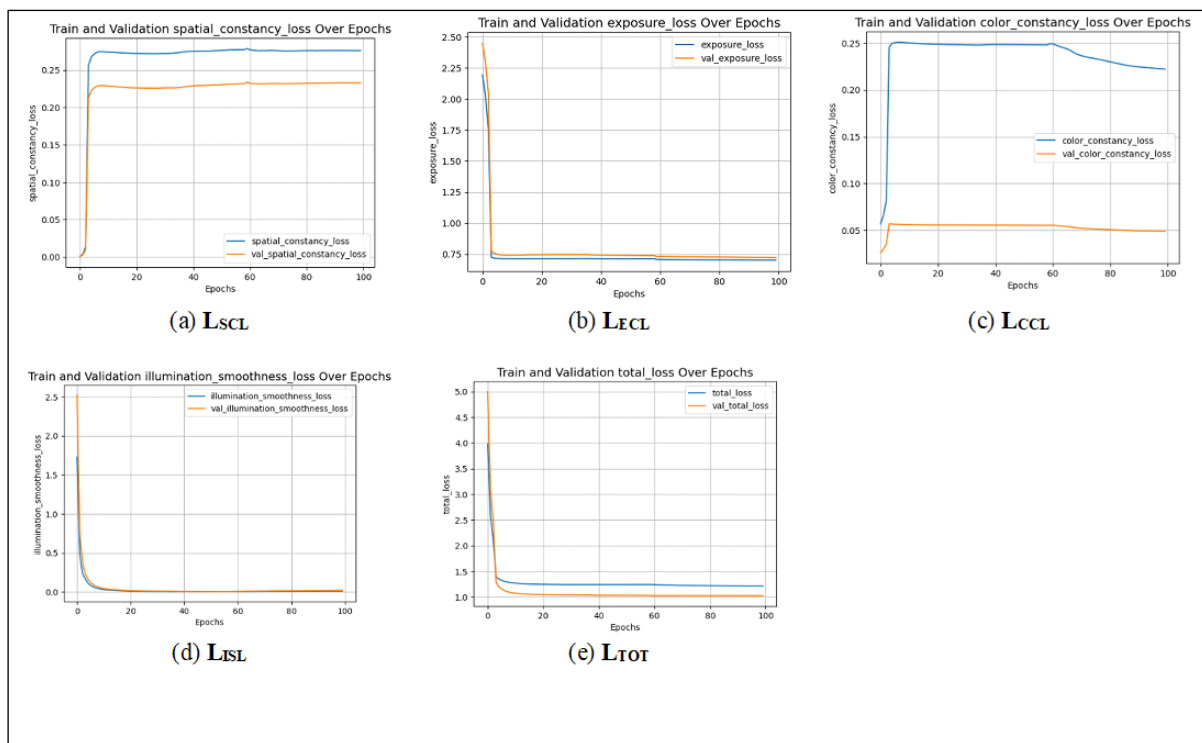 Train and Validation spatial_constancy_loss Over Epochs
0.25
0.20
0.15
0.10
0.05
0.00
spatial_constancy_loss
spatial_constancy_loss
val_spatial_constancy_loss
0
20
40
60
80
100
Epochs
(a) LSCL
Train and Validation exposure_loss Over Epochs
2.50
2.25
2.00
1.75
1.50
1.25
1.00
0.75
exposure_loss
exposure_loss
val_exposure_loss
0
20
40
60
80
100
Epochs
(b) LECL
Train and Validation color_constancy_loss Over Epochs
0.25
0.20
0.15
0.10
0.05
color_constancy_loss
color_constancy_loss
val_color_constancy_loss
0
20
40
60
80
100
Epochs
(c) LCCL
Train and Validation illumination_smoothness_loss Over Epochs
2.5
2.0
1.5
1.0
0.5
0.0
illumination_smoothness_loss
illumination_smoothness_loss
val_illumination_smoothness_loss
0
20
40
60
80
100
Epochs
(d) LISL
Train and Validation total_loss Over Epochs
5.0
4.5
4.0
3.5
3.0
2.5
2.0
1.5
1.0
total_loss
total_loss
val_total_loss
0
20
40
60
80
100
Epochs
(e) LTOT